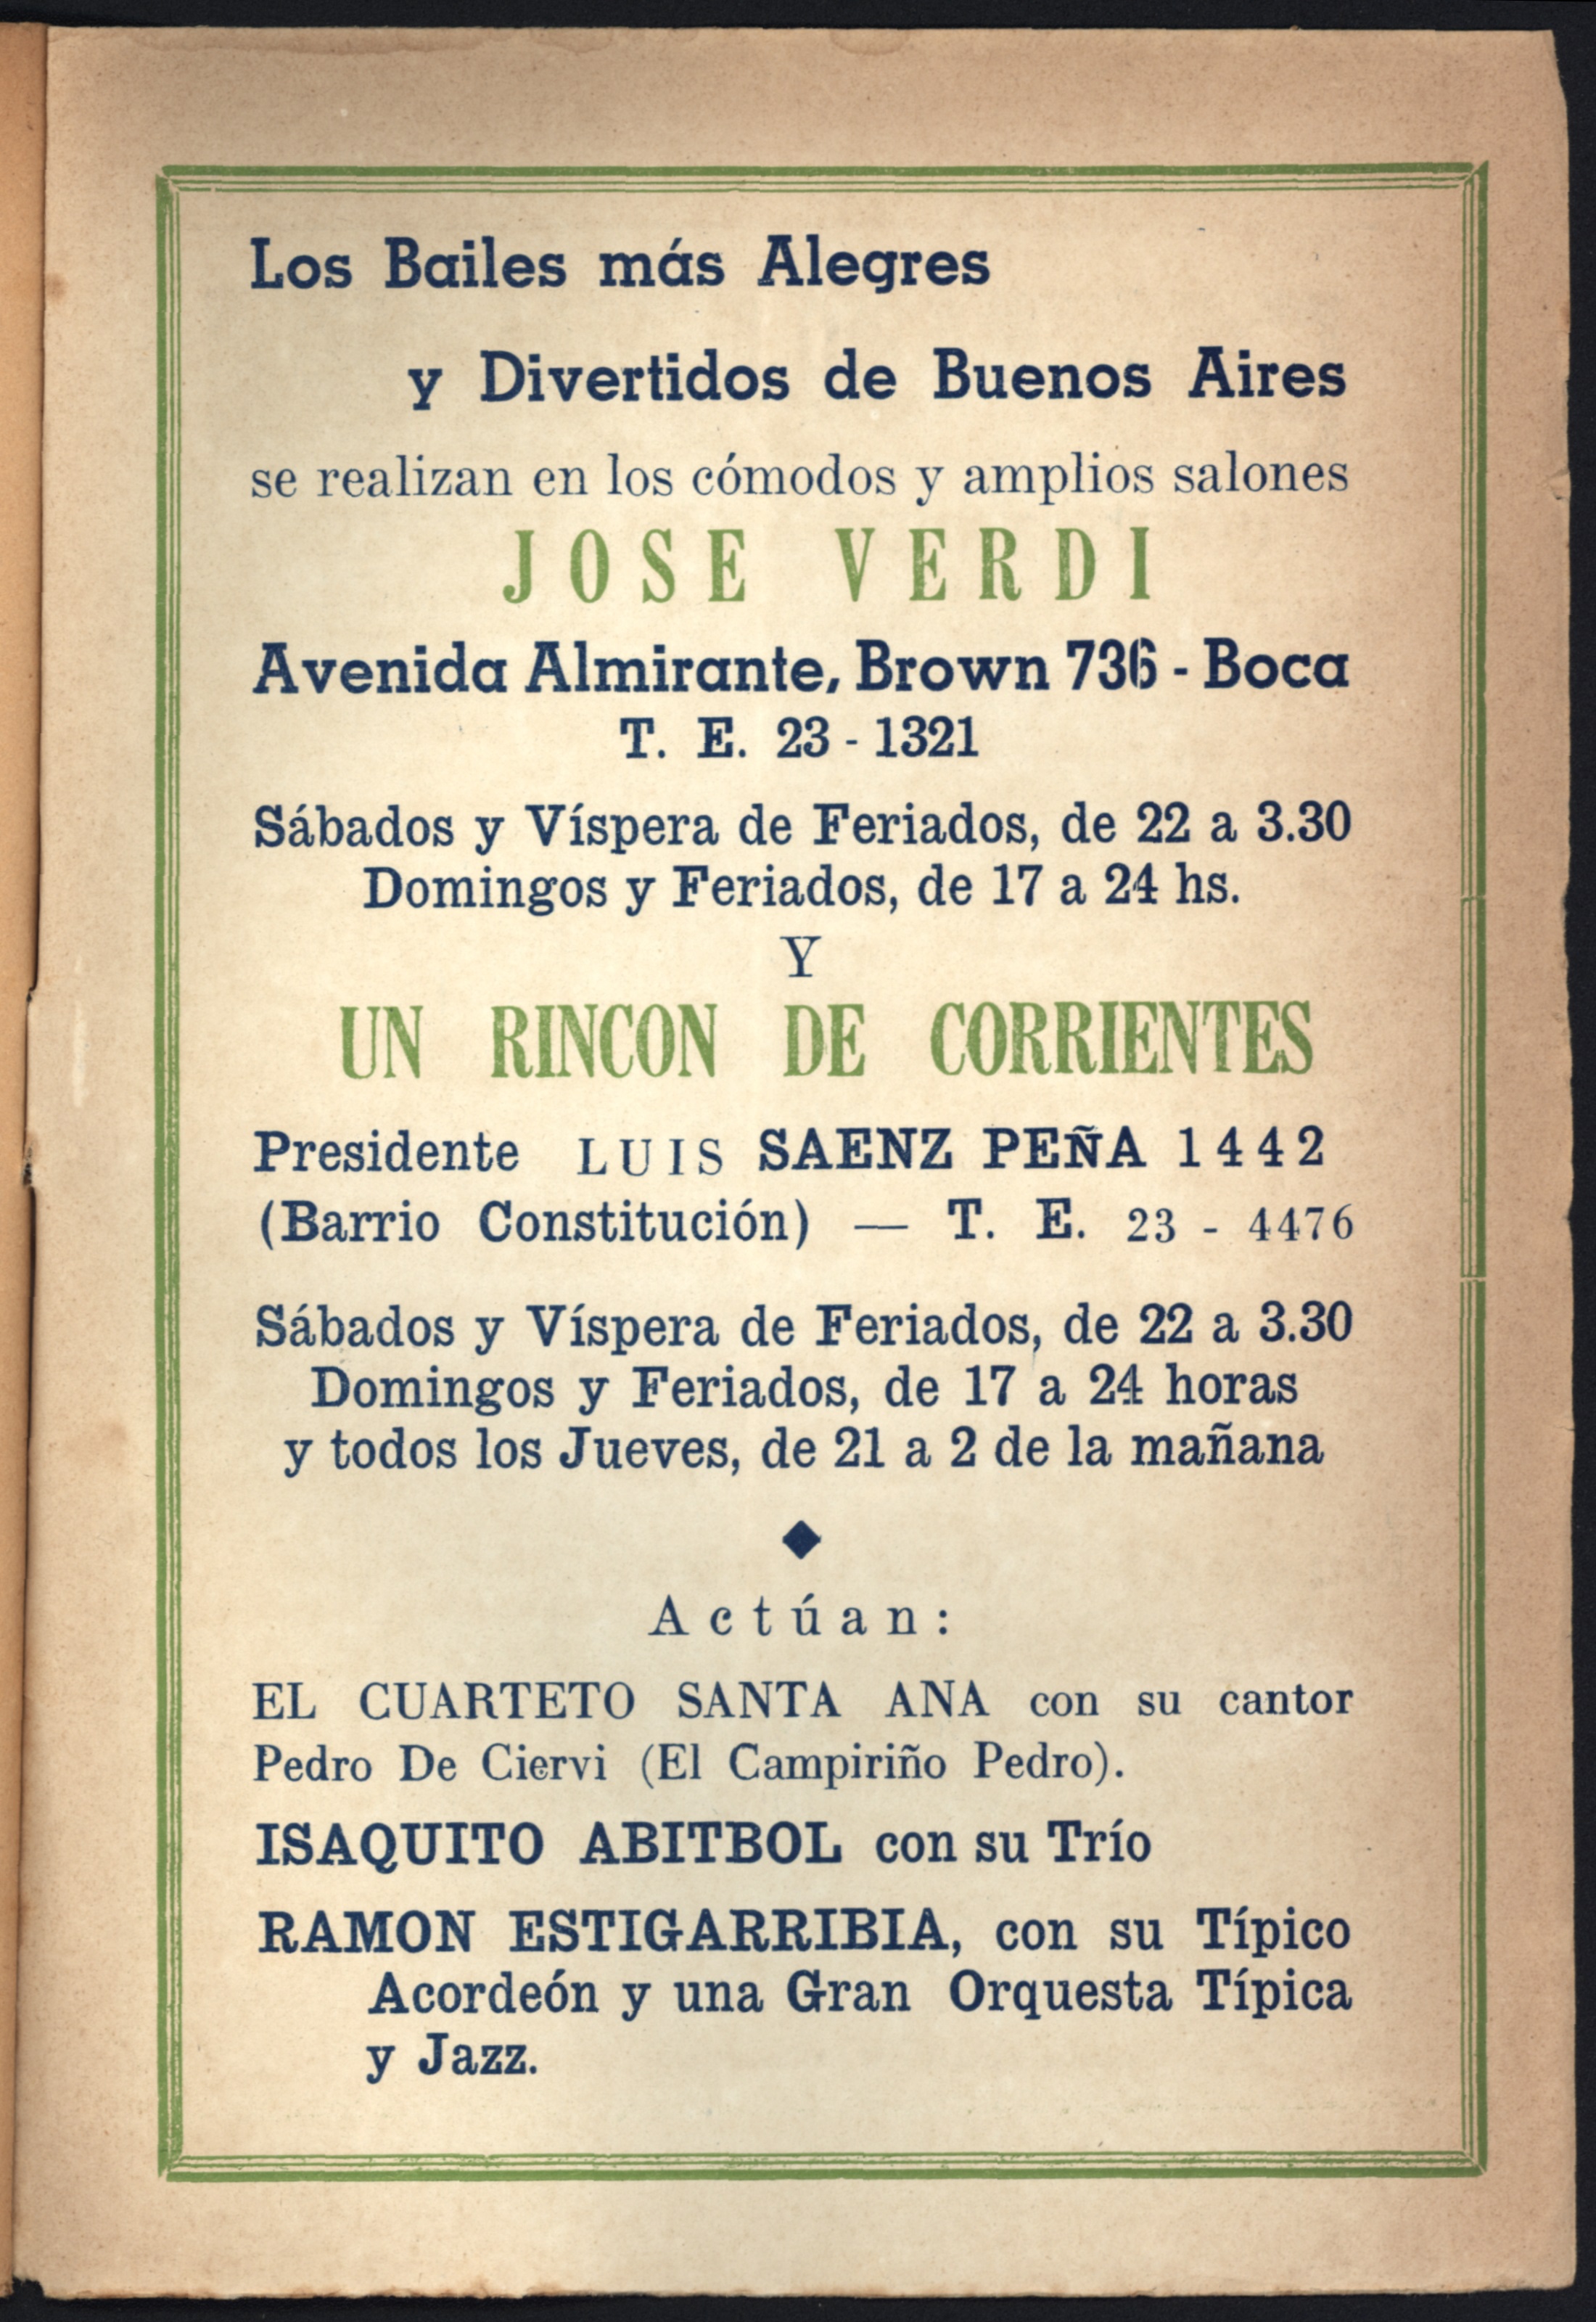 Los Bailes más Alegres
y Divertidos de Buenos Aires
se realizan en los cómodos y amplios salones
JOSE VERDI
Avenida Almirante, Brown 736 - Boca
T. E. 23 - 1321
Sábados y Víspera de Feriados, de 22 a 3.30
Domingos y Feriados, de 17 a 24 hs.
Y
UN RINCON DE CORRIENTES
Presidente LUIS SAENZ PEÑA 1442
(Barrio Constitución) — T. E. 23 - 4476
Sábados y Víspera de Feriados, de 22 a 3.30
Domingos y Feriados, de 17 a 24 horas
y todos los Jueves, de 21 a 2 de la mañana
Actúan:
EL CUARTETO SANTA ANA con su cantor
Pedro De Ciervi (El Campiriño Pedro).
ISAQUITO ABITBOL con su Trío
RAMON ESTIGARRIBIA, con su Típico
Acordeón y una Gran Orquesta Típica
y Jazz.